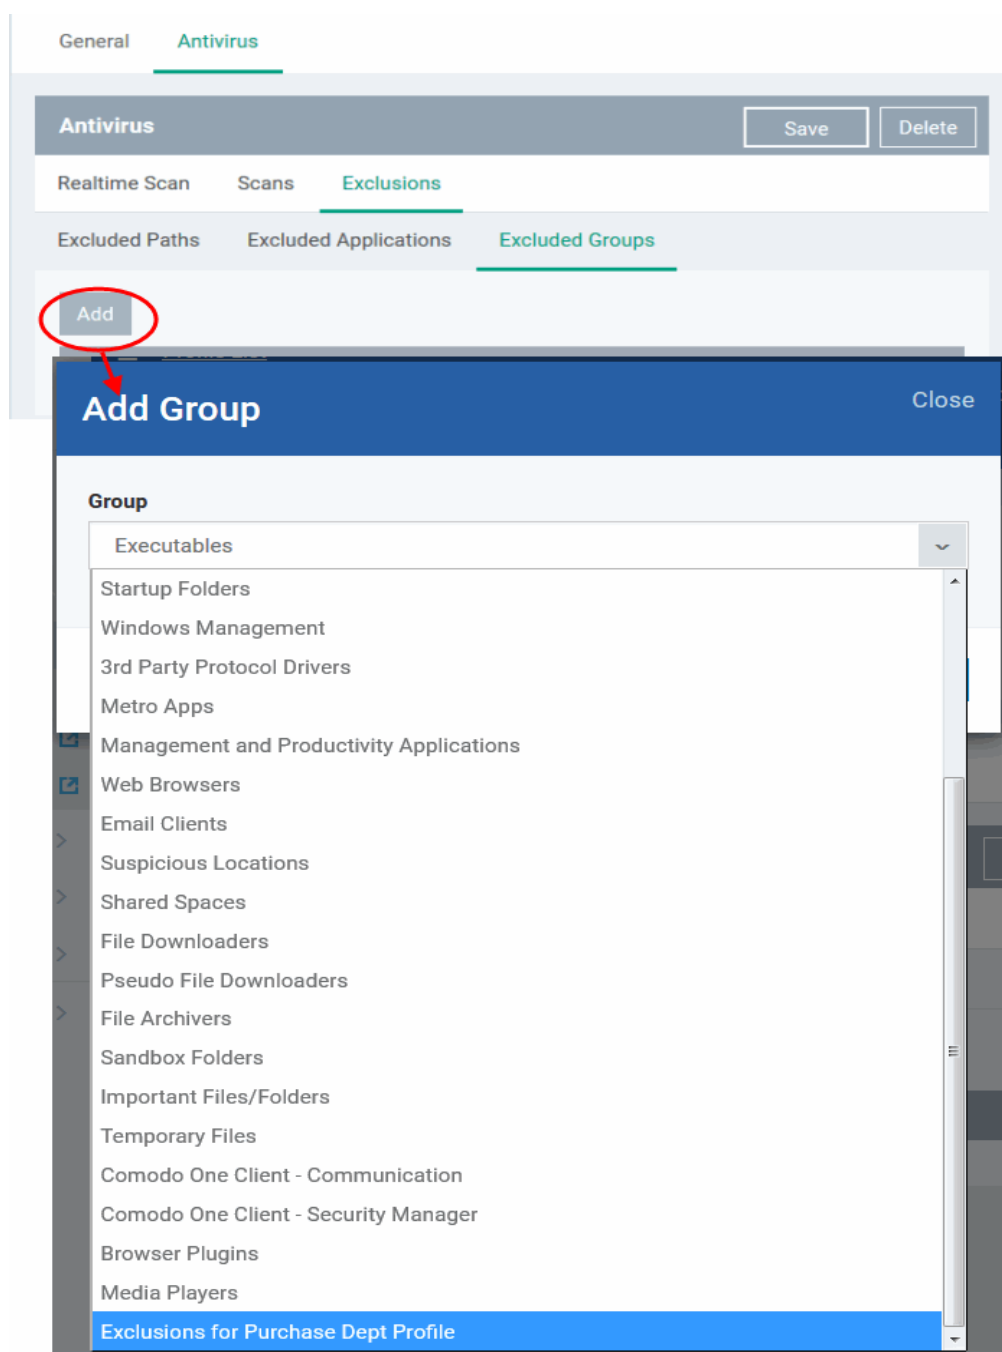 General Antivirus
Antivirus Save Delete
Realtime Scan Scans Exclusions
Excluded Paths Excluded Applications Excluded Groups
Add
Add Group Close
Group
Executables
Startup Folders
Windows Management
3rd Party Protocol Drivers
Metro Apps
Management and Productivity Applications
Web Browsers
Email Clients
Suspicious Locations
Shared Spaces
File Downloaders
Pseudo File Downloaders
File Archivers
Sandbox Folders
Important Files/Folders
Temporary Files
Comodo One Client - Communication
Comodo One Client - Security Manager
Browser Plugins
Media Players
Exclusions for Purchase Dept Profile